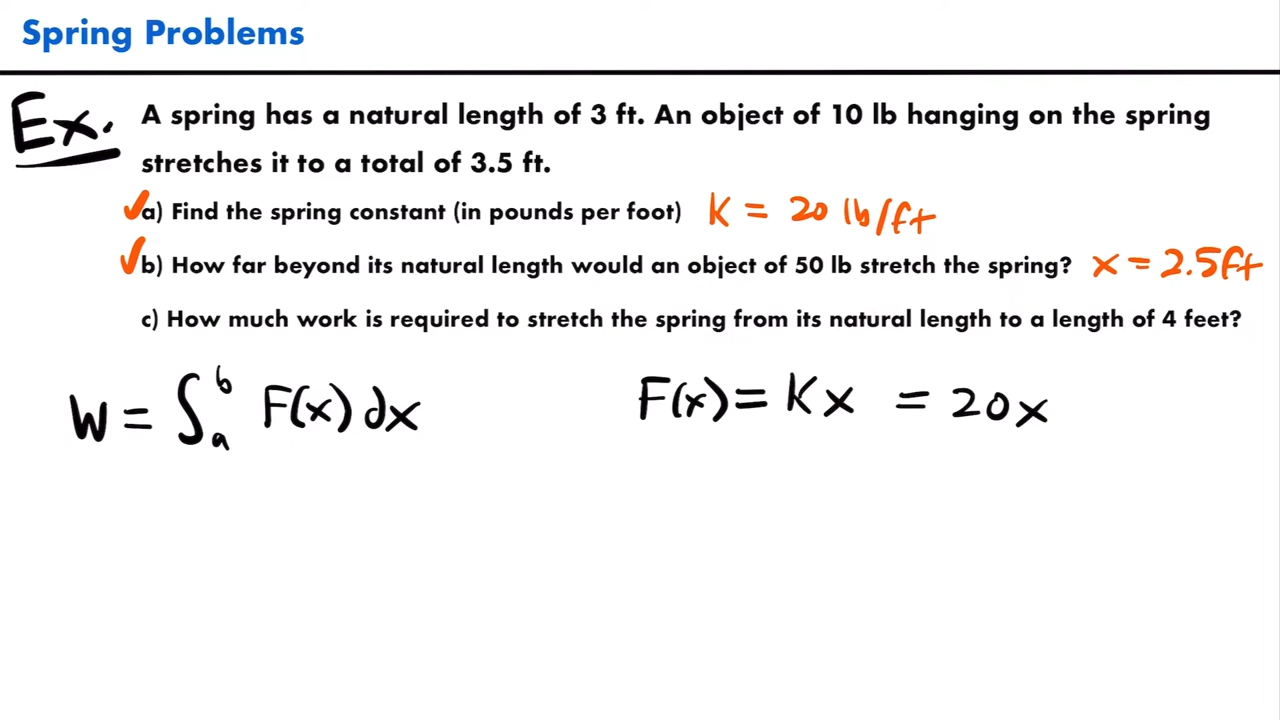 Spring Problems
Ex. A spring has a natural length of 3 ft. An object of 10 lb hanging on the spring
stretches it to a total of 3.5 ft.
✓a) Find the spring constant (in pounds per foot) K = 20 lb/ft
✓b) How far beyond its natural length would an object of 50 lb stretch the spring? x = 2.5ft
c) How much work is required to stretch the spring from its natural length to a length of 4 feet?
W = ∫_a^b F(x) dx F(x) = Kx = 20x